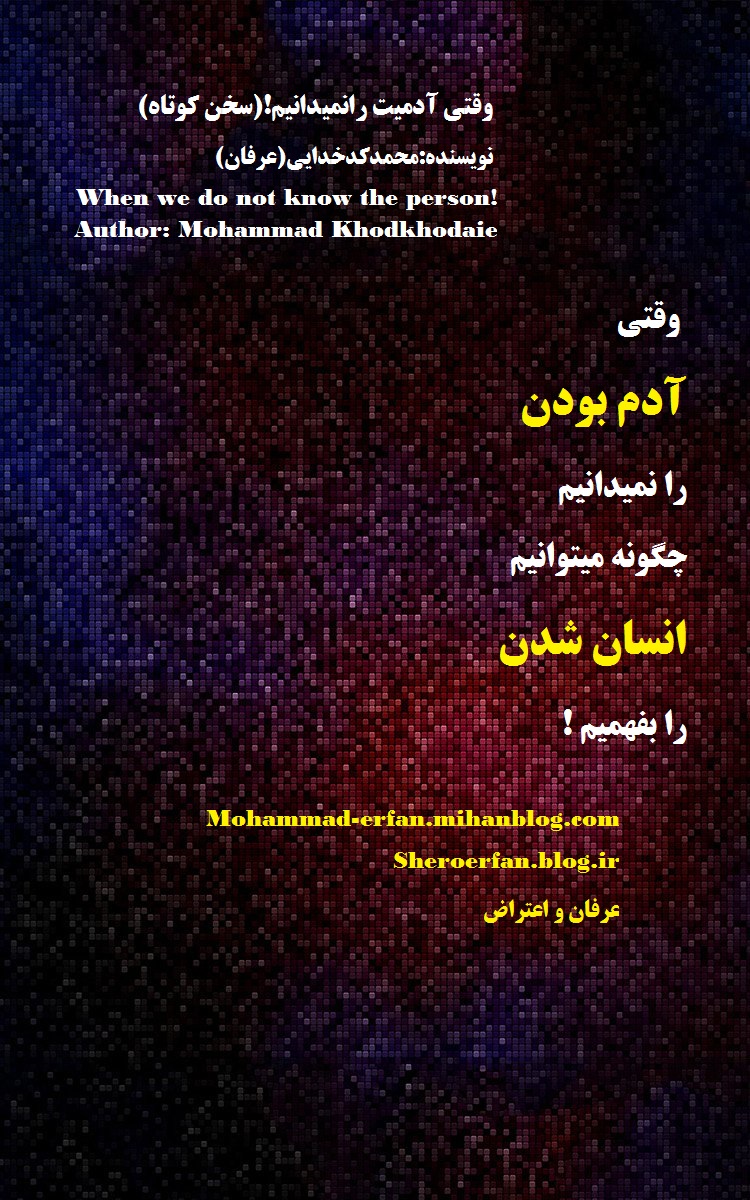 وقتی آدمیت رانمیدانیم!(سخن کوتاه)
نویسنده:محمدکدخدایی(عرفان)
When we do not know the person!
Author: Mohammad Khodkhodaie
وقتی
آدم بودن
را نمیدانیم
چگونه میتوانیم
انسان شدن
را بفهمیم !
Mohammad-erfan.mihanblog.com
Sheroerfan.blog.ir
عرفان و اعتراض